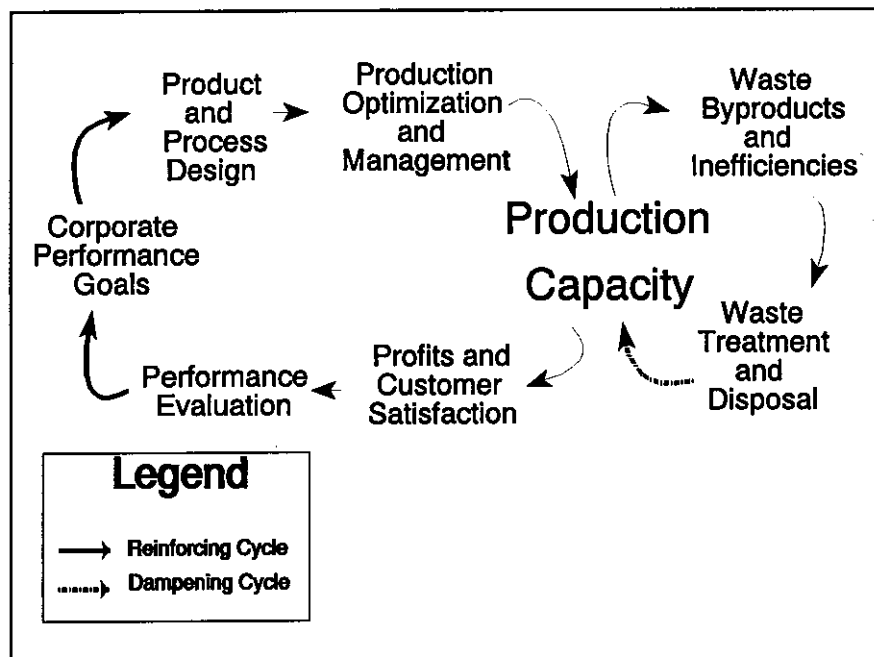 Product
and
Process
Design
Production
Optimization
and
Management
Waste
Byproducts
and
Inefficiencies
Corporate
Performance
Goals
Production
Capacity
Waste
Treatment
and
Disposal
Performance
Evaluation
Profits and
Customer
Satisfaction
Legend
Reinforcing Cycle
Dampening Cycle